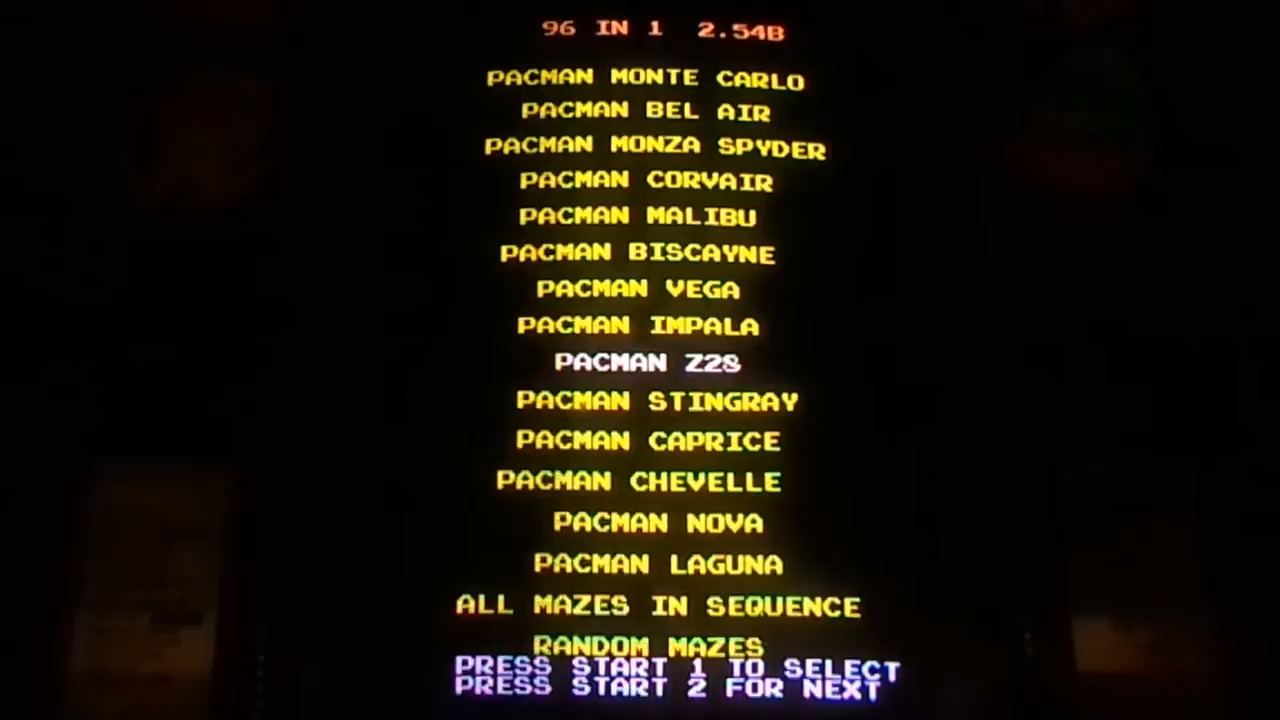 96 IN 1 2.54B
PACMAN MONTE CARLO
PACMAN BEL AIR
PACMAN MONZA SPYDER
PACMAN CORVAIR
PACMAN MALIBU
PACMAN BISCAYNE
PACMAN VEGA
PACMAN IMPALA
PACMAN Z28
PACMAN STINGRAY
PACMAN CAPRICE
PACMAN CHEVELLE
PACMAN NOVA
PACMAN LAGUNA
ALL MAZES IN SEQUENCE
RANDOM MAZES
PRESS START 1 TO SELECT
PRESS START 2 FOR NEXT